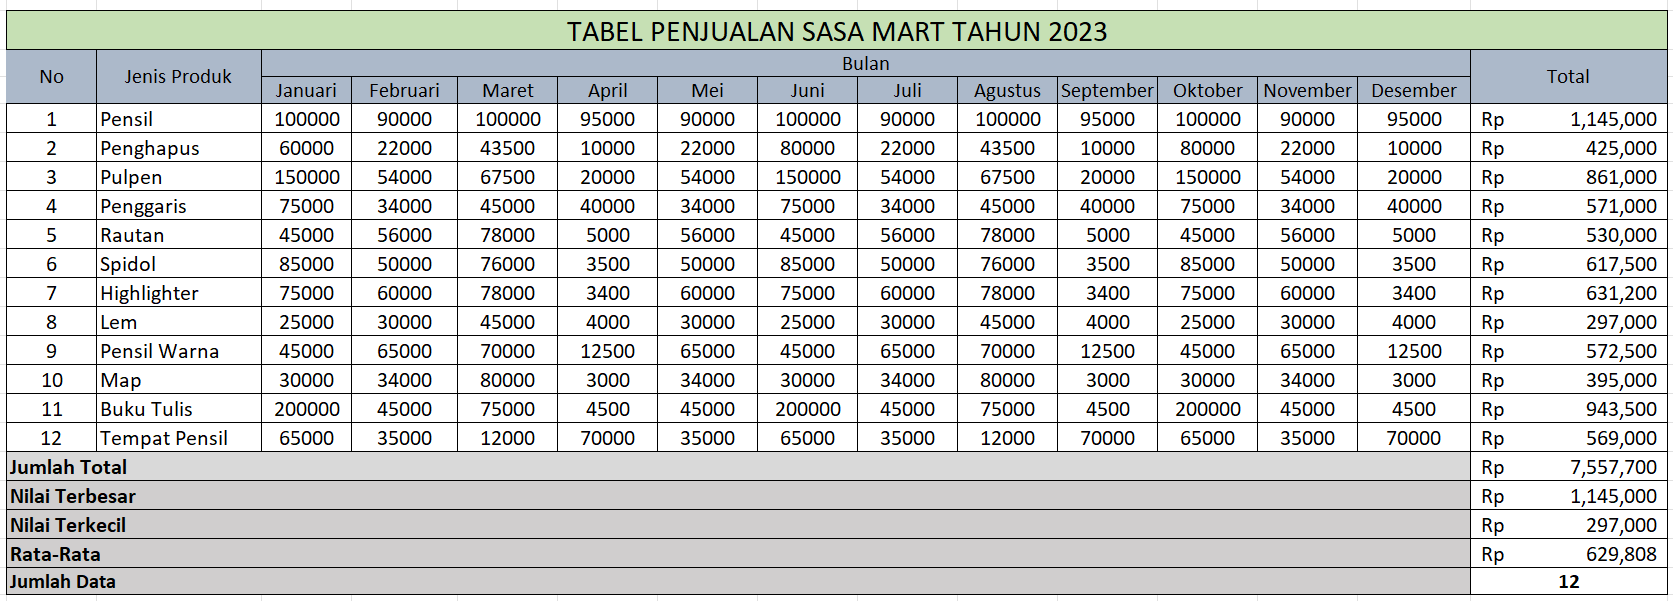 TABEL PENJUALAN SASA MART TAHUN 2023
No Jenis Produk Bulan Total
Januari Februari Maret April Mei Juni Juli Agustus September Oktober November Desember
1 Pensil 100000 90000 100000 95000 90000 100000 90000 100000 95000 100000 90000 95000 Rp 1,145,000
2 Penghapus 60000 22000 43500 10000 22000 80000 22000 43500 10000 80000 22000 10000 Rp 425,000
3 Pulpen 150000 54000 67500 20000 54000 150000 54000 67500 20000 150000 54000 20000 Rp 861,000
4 Penggaris 75000 34000 45000 40000 34000 75000 34000 45000 40000 75000 34000 40000 Rp 571,000
5 Rautan 45000 56000 78000 5000 56000 45000 56000 78000 5000 45000 56000 5000 Rp 530,000
6 Spidol 85000 50000 76000 3500 50000 85000 50000 76000 3500 85000 50000 3500 Rp 617,500
7 Highlighter 75000 60000 78000 3400 60000 75000 60000 78000 3400 75000 60000 3400 Rp 631,200
8 Lem 25000 30000 45000 4000 30000 25000 30000 45000 4000 25000 30000 4000 Rp 297,000
9 Pensil Warna 45000 65000 70000 12500 65000 45000 65000 70000 12500 45000 65000 12500 Rp 572,500
10 Map 30000 34000 80000 3000 34000 30000 34000 80000 3000 30000 34000 3000 Rp 395,000
11 Buku Tulis 200000 45000 75000 4500 45000 200000 45000 75000 4500 200000 45000 4500 Rp 943,500
12 Tempat Pensil 65000 35000 12000 70000 35000 65000 35000 12000 70000 65000 35000 70000 Rp 569,000
Jumlah Total Rp 7,557,700
Nilai Terbesar Rp 1,145,000
Nilai Terkecil Rp 297,000
Rata-Rata Rp 629,808
Jumlah Data 12